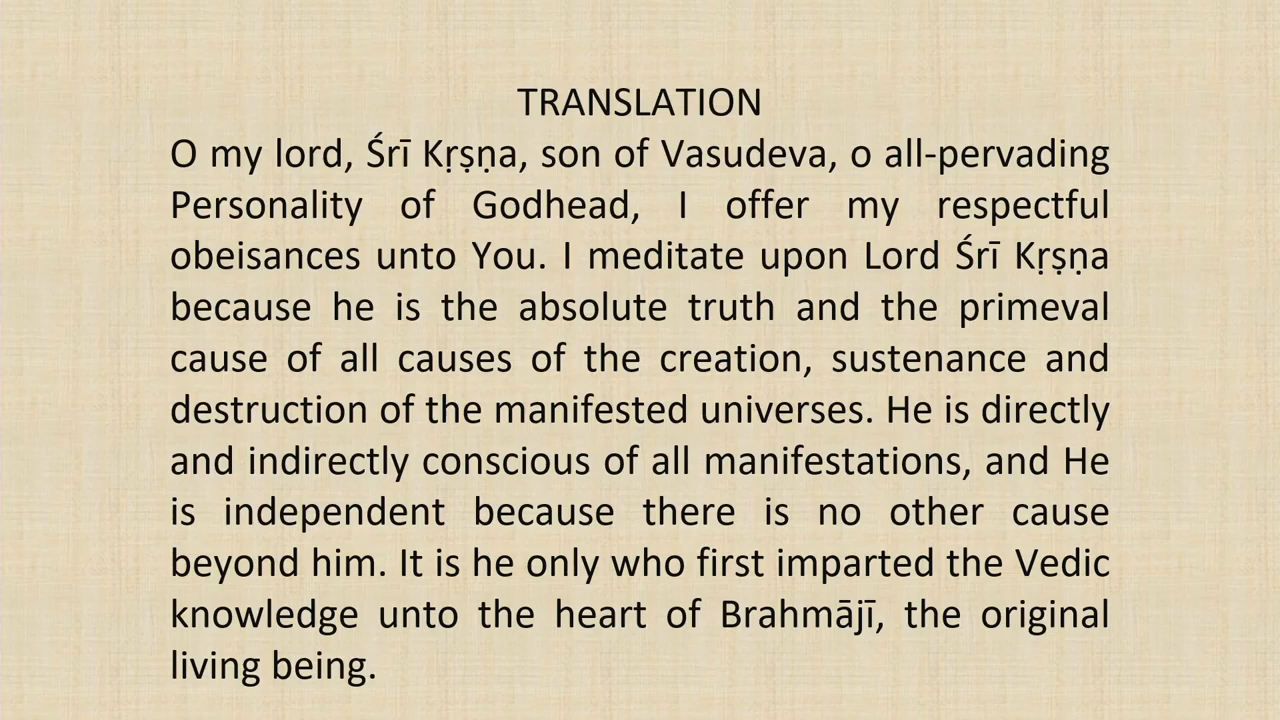 TRANSLATION
O my lord, Śrī Kṛṣṇa, son of Vasudeva, o all-pervading
Personality of Godhead, I offer my respectful
obeisances unto You. I meditate upon Lord Śrī Kṛṣṇa
because he is the absolute truth and the primeval
cause of all causes of the creation, sustenance and
destruction of the manifested universes. He is directly
and indirectly conscious of all manifestations, and He
is independent because there is no other cause
beyond him. It is he only who first imparted the Vedic
knowledge unto the heart of Brahmājī, the original
living being.